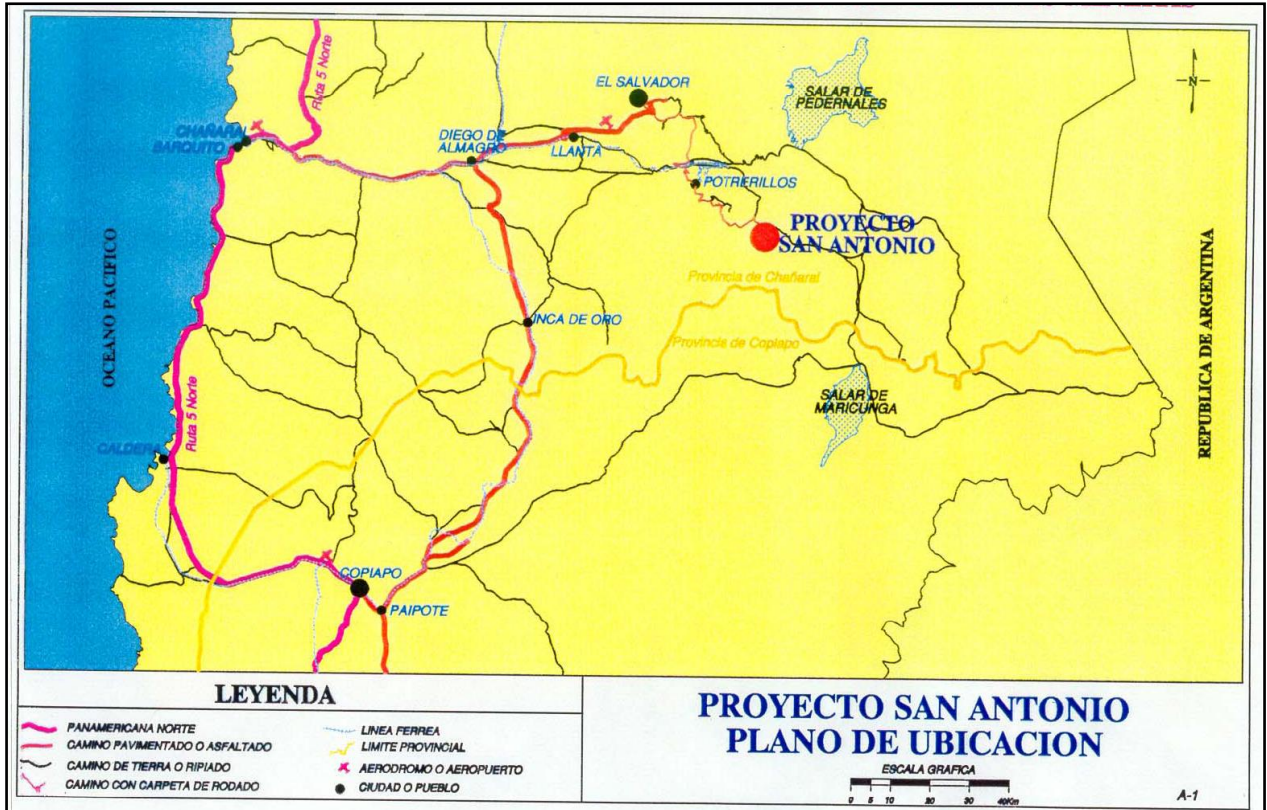 Ruta 5 Norte
N
EL SALVADOR
SALAR DE
PEDERNALES
CHAÑARAL
BARQUITO
DIEGO DE
ALMAGRO
LLANTA
POTRERILLOS
PROYECTO
SAN ANTONIO
OCEANO PACIFICO
REPUBLICA DE ARGENTINA
Provincia de Chañaral
INCA DE ORO
Provincia de Copiapo
SALAR DE
MARICUNGA
Ruta 5 Norte
CALDERA
COPIAPO
PAIPOTE
LEYENDA
PANAMERICANA NORTE
CAMINO PAVIMENTADO O ASFALTADO
CAMINO DE TIERRA O RIPIADO
CAMINO CON CARPETA DE RODADO
LINEA FERREA
LIMITE PROVINCIAL
AERODROMO O AEROPUERTO
CIUDAD O PUEBLO
PROYECTO SAN ANTONIO
PLANO DE UBICACION
ESCALA GRAFICA
0 5 10 20 30 40Km
A-1